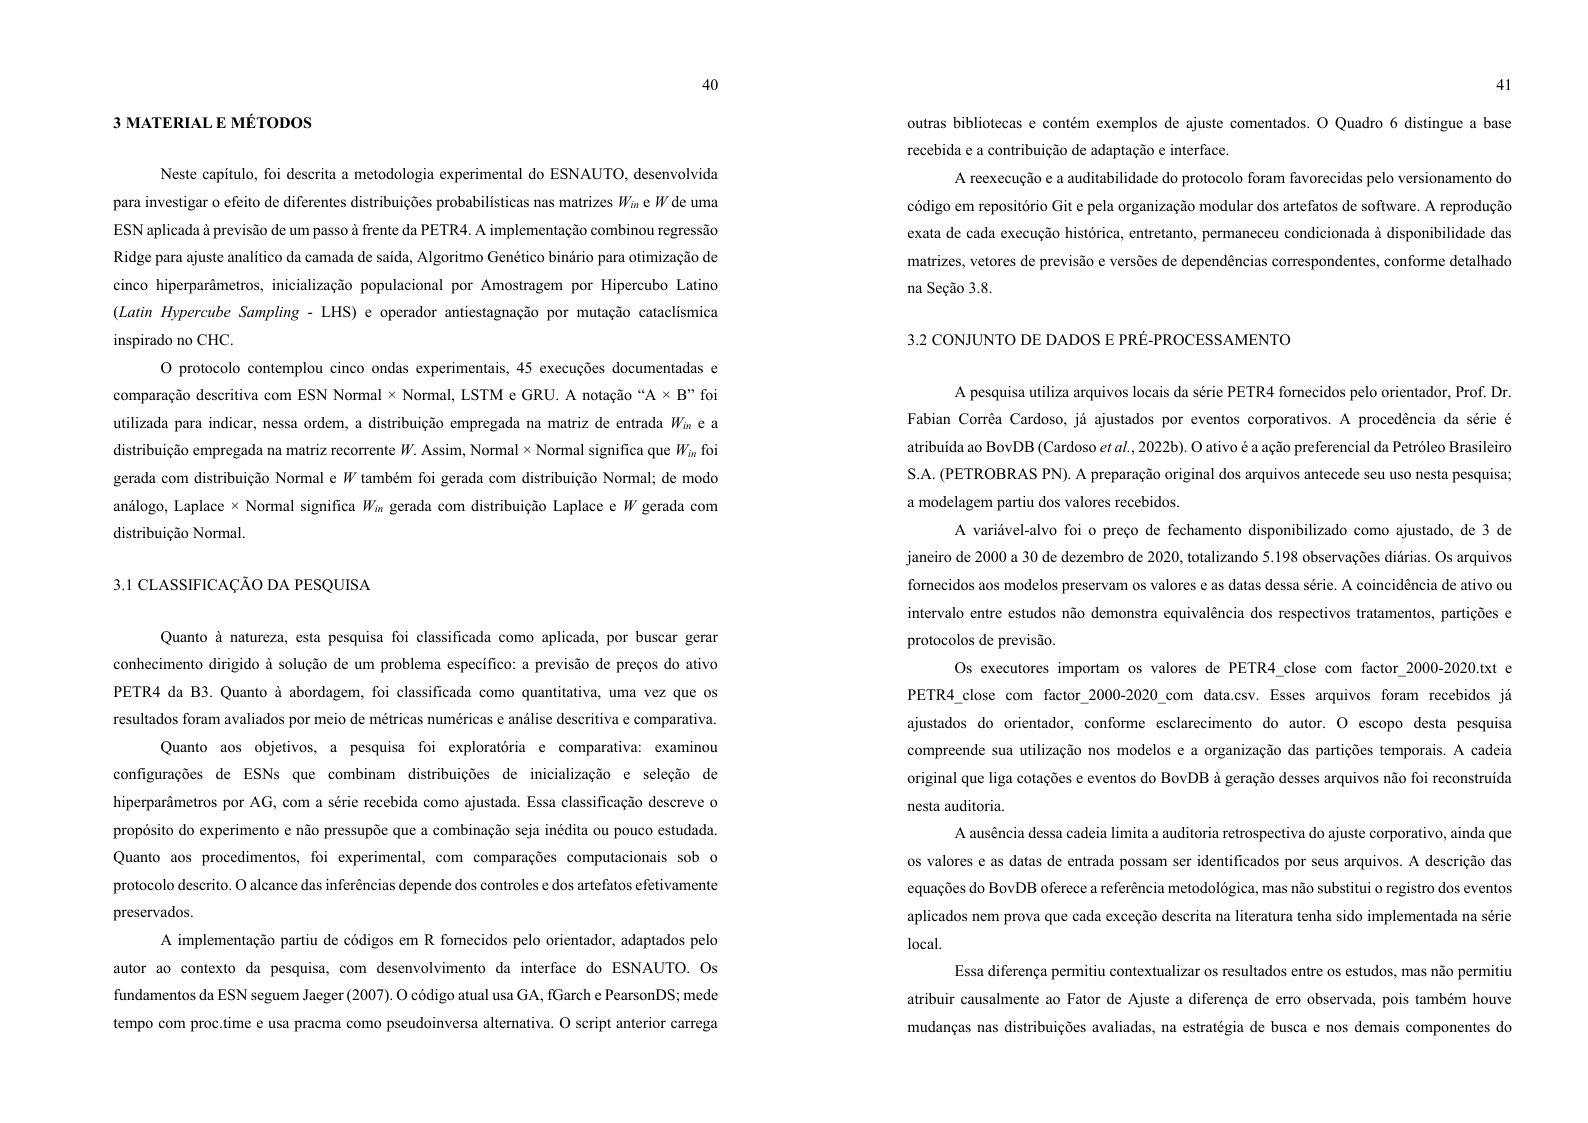 40
3 MATERIAL E MÉTODOS
Neste capítulo, foi descrita a metodologia experimental do ESNAUTO, desenvolvida
para investigar o efeito de diferentes distribuições probabilísticas nas matrizes Win e W de uma
ESN aplicada à previsão de um passo à frente da PETR4. A implementação combinou regressão
Ridge para ajuste analítico da camada de saída, Algoritmo Genético binário para otimização de
cinco hiperparâmetros, inicialização populacional por Amostragem por Hipercubo Latino
(Latin Hypercube Sampling - LHS) e operador antiestagnação por mutação cataclísmica
inspirado no CHC.
O protocolo contemplou cinco ondas experimentais, 45 execuções documentadas e
comparação descritiva com ESN Normal × Normal, LSTM e GRU. A notação “A × B” foi
utilizada para indicar, nessa ordem, a distribuição empregada na matriz de entrada Win e a
distribuição empregada na matriz recorrente W. Assim, Normal × Normal significa que Win foi
gerada com distribuição Normal e W também foi gerada com distribuição Normal; de modo
análogo, Laplace × Normal significa Win gerada com distribuição Laplace e W gerada com
distribuição Normal.
3.1 CLASSIFICAÇÃO DA PESQUISA
Quanto à natureza, esta pesquisa foi classificada como aplicada, por buscar gerar
conhecimento dirigido à solução de um problema específico: a previsão de preços do ativo
PETR4 da B3. Quanto à abordagem, foi classificada como quantitativa, uma vez que os
resultados foram avaliados por meio de métricas numéricas e análise descritiva e comparativa.
Quanto aos objetivos, a pesquisa foi exploratória e comparativa: examinou
configurações de ESNs que combinam distribuições de inicialização e seleção de
hiperparâmetros por AG, com a série recebida como ajustada. Essa classificação descreve o
propósito do experimento e não pressupõe que a combinação seja inédita ou pouco estudada.
Quanto aos procedimentos, foi experimental, com comparações computacionais sob o
protocolo descrito. O alcance das inferências depende dos controles e dos artefatos efetivamente
preservados.
A implementação partiu de códigos em R fornecidos pelo orientador, adaptados pelo
autor ao contexto da pesquisa, com desenvolvimento da interface do ESNAUTO. Os
fundamentos da ESN seguem Jaeger (2007). O código atual usa GA, fGarch e PearsonDS; mede
tempo com proc.time e usa pracma como pseudoinversa alternativa. O script anterior carrega
41
outras bibliotecas e contém exemplos de ajuste comentados. O Quadro 6 distingue a base
recebida e a contribuição de adaptação e interface.
A reexecução e a auditabilidade do protocolo foram favorecidas pelo versionamento do
código em repositório Git e pela organização modular dos artefatos de software. A reprodução
exata de cada execução histórica, entretanto, permaneceu condicionada à disponibilidade das
matrizes, vetores de previsão e versões de dependências correspondentes, conforme detalhado
na Seção 3.8.
3.2 CONJUNTO DE DADOS E PRÉ-PROCESSAMENTO
A pesquisa utiliza arquivos locais da série PETR4 fornecidos pelo orientador, Prof. Dr.
Fabian Corrêa Cardoso, já ajustados por eventos corporativos. A procedência da série é
atribuída ao BovDB (Cardoso et al., 2022b). O ativo é a ação preferencial da Petróleo Brasileiro
S.A. (PETROBRAS PN). A preparação original dos arquivos antecede seu uso nesta pesquisa;
a modelagem partiu dos valores recebidos.
A variável-alvo foi o preço de fechamento disponibilizado como ajustado, de 3 de
janeiro de 2000 a 30 de dezembro de 2020, totalizando 5.198 observações diárias. Os arquivos
fornecidos aos modelos preservam os valores e as datas dessa série. A coincidência de ativo ou
intervalo entre estudos não demonstra equivalência dos respectivos tratamentos, partições e
protocolos de previsão.
Os executores importam os valores de PETR4_close com factor_2000-2020.txt e
PETR4_close com factor_2000-2020_com data.csv. Esses arquivos foram recebidos já
ajustados do orientador, conforme esclarecimento do autor. O escopo desta pesquisa
compreende sua utilização nos modelos e a organização das partições temporais. A cadeia
original que liga cotações e eventos do BovDB à geração desses arquivos não foi reconstruída
nesta auditoria.
A ausência dessa cadeia limita a auditoria retrospectiva do ajuste corporativo, ainda que
os valores e as datas de entrada possam ser identificados por seus arquivos. A descrição das
equações do BovDB oferece a referência metodológica, mas não substitui o registro dos eventos
aplicados nem prova que cada exceção descrita na literatura tenha sido implementada na série
local.
Essa diferença permitiu contextualizar os resultados entre os estudos, mas não permitiu
atribuir causalmente ao Fator de Ajuste a diferença de erro observada, pois também houve
mudanças nas distribuições avaliadas, na estratégia de busca e nos demais componentes do